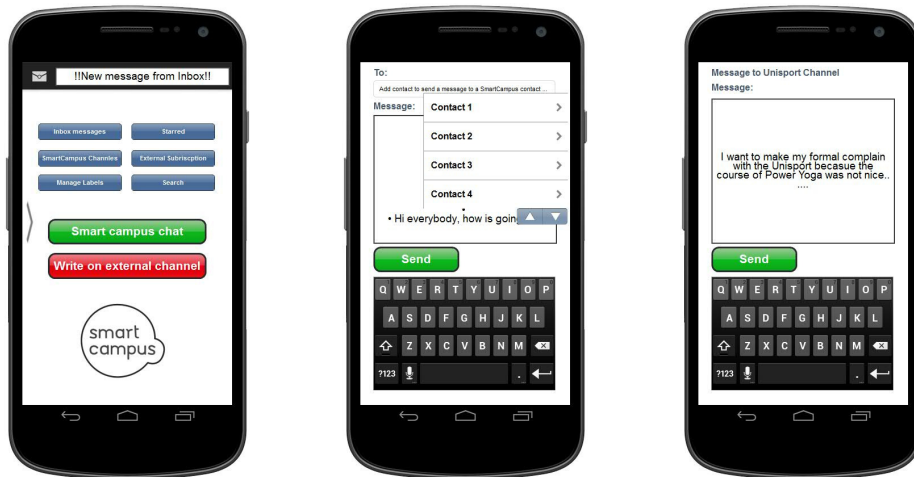 !!New message from Inbox!!
Inbox messages
Starred
SmartCampus Channles
External Subriscption
Manage Labels
Search
Smart campus chat
Write on external channel
smart
campus
To:
Add contact to send a message to a SmartCampus contact ...
Message:
Contact 1
Contact 2
Contact 3
Contact 4
• Hi everybody, how is goin
Send
Q W E R T Y U I O P
A S D F G H J K L
Z X C V B N M
?123 .
Message to Unisport Channel
Message:
I want to make my formal complain
with the Unisport becasue the
course of Power Yoga was not nice..
....
Send
Q W E R T Y U I O P
A S D F G H J K L
Z X C V B N M
?123 .